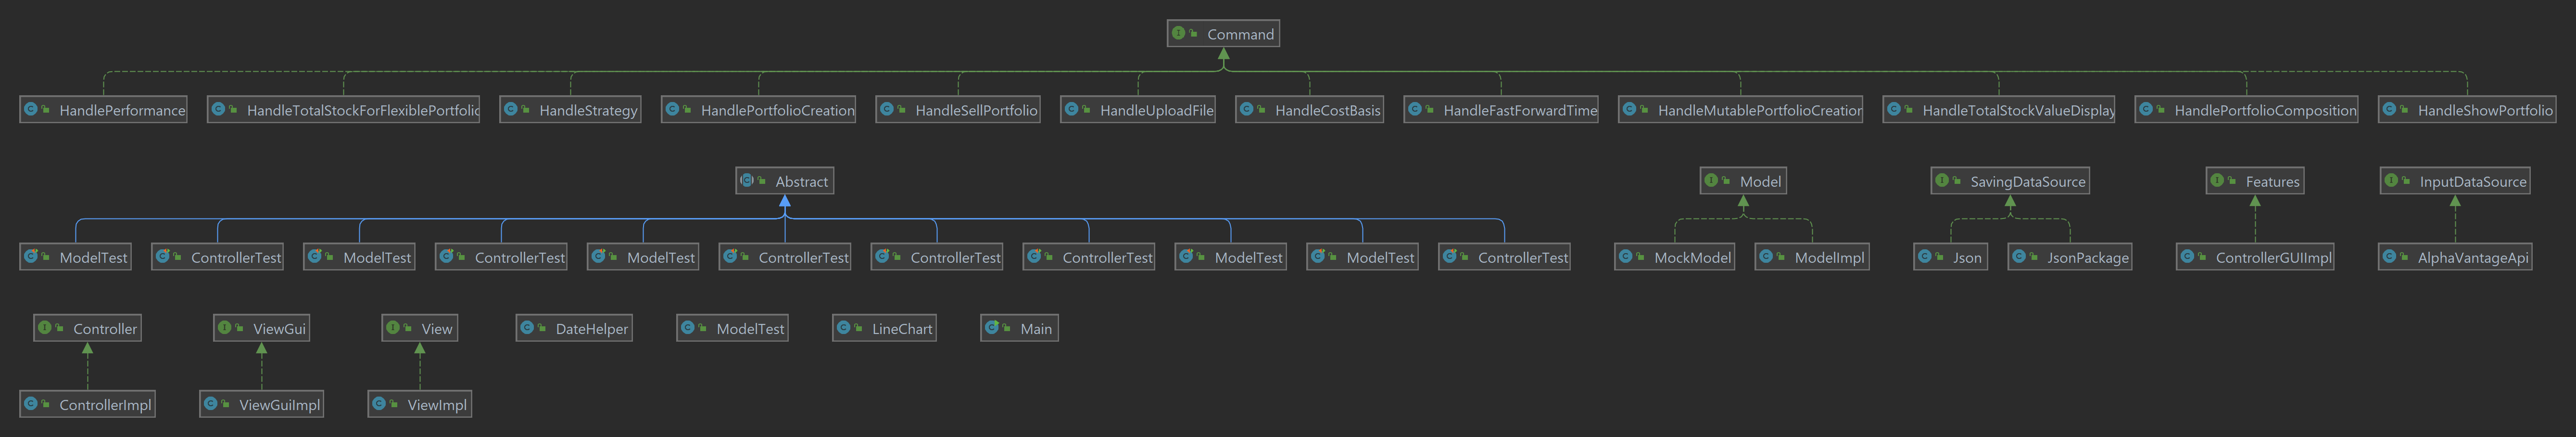 Command
HandlePerformance
HandleTotalStockForFlexiblePortfolic
HandleStrategy
HandlePortfolioCreation
HandleSellPortfolio
HandleUploadFile
HandleCostBasis
HandleFastForwardTime
HandleMutablePortfolioCreation
HandleTotalStockValueDisplay
HandlePortfolioComposition
HandleShowPortfolio
Abstract
Model
SavingDataSource
Features
InputDataSource
ModelTest
ControllerTest
ModelTest
ControllerTest
ModelTest
ControllerTest
ControllerTest
ControllerTest
ModelTest
ModelTest
ControllerTest
MockModel
ModelImpl
Json
JsonPackage
ControllerGUIImpl
AlphaVantageApi
Controller
ViewGui
View
DateHelper
ModelTest
LineChart
Main
ControllerImpl
ViewGuiImpl
ViewImpl